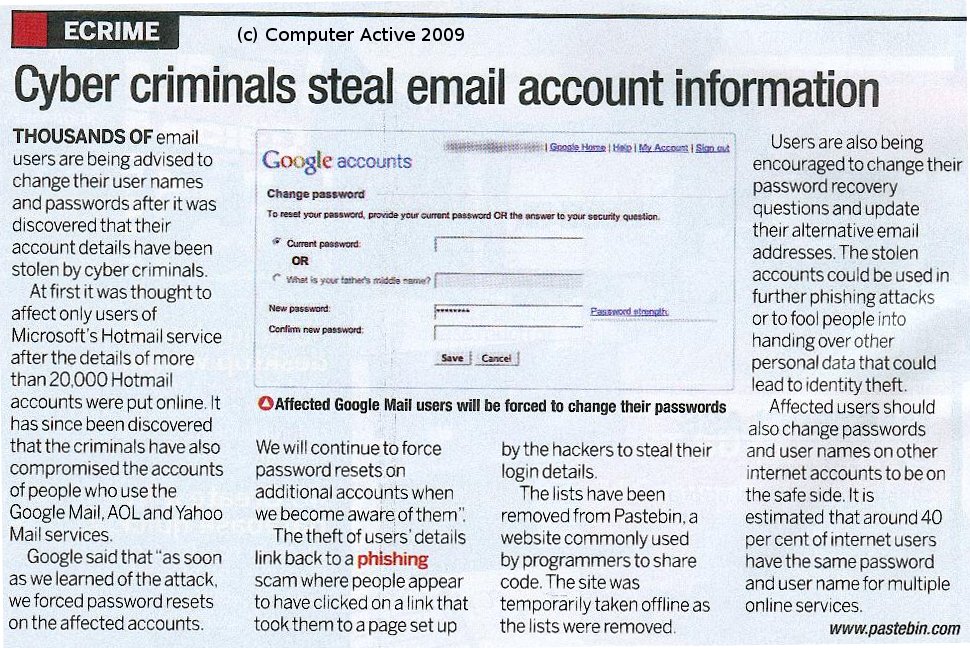 ECRIME
(c) Computer Active 2009
Cyber criminals steal email account information
THOUSANDS OF email
users are being advised to
change their user names
and passwords after it was
discovered that their
account details have been
stolen by cyber criminals.
At first it was thought to
affect only users of
Microsoft's Hotmail service
after the details of more
than 20,000 Hotmail
accounts were put online. It
has since been discovered
that the criminals have also
compromised the accounts
of people who use the
Google Mail, AOL and Yahoo
Mail services.
Google said that "as soon
as we learned of the attack,
we forced password resets
on the affected accounts.
Google accounts
| Google Home | Help | My Account | Sign out
Change password
To reset your password, provide your current password OR the answer to your security question.
Current password:
OR
What is your father's middle name?
New password:
********
Password strength:
Confirm new password:
Save Cancel
Affected Google Mail users will be forced to change their passwords
We will continue to force
password resets on
additional accounts when
we become aware of them".
The theft of users' details
link back to a phishing
scam where people appear
to have clicked on a link that
took them to a page set up
by the hackers to steal their
login details.
The lists have been
removed from Pastebin, a
website commonly used
by programmers to share
code. The site was
temporarily taken offline as
the lists were removed.
Users are also being
encouraged to change their
password recovery
questions and update
their alternative email
addresses. The stolen
accounts could be used in
further phishing attacks
or to fool people into
handing over other
personal data that could
lead to identity theft.
Affected users should
also change passwords
and user names on other
internet accounts to be on
the safe side. It is
estimated that around 40
per cent of internet users
have the same password
and user name for multiple
online services.
www.pastebin.com